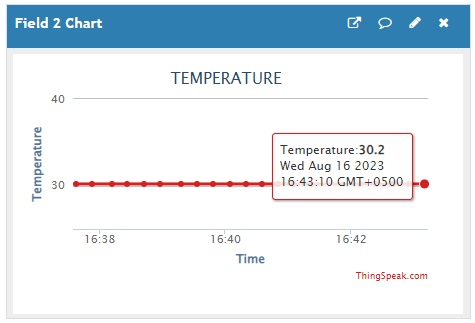 Field 2 Chart
TEMPERATURE
40
Temperature:30.2
Wed Aug 16 2023
16:43:10 GMT+0500
30
Temperature
16:38 16:40 16:42
Time
ThingSpeak.com